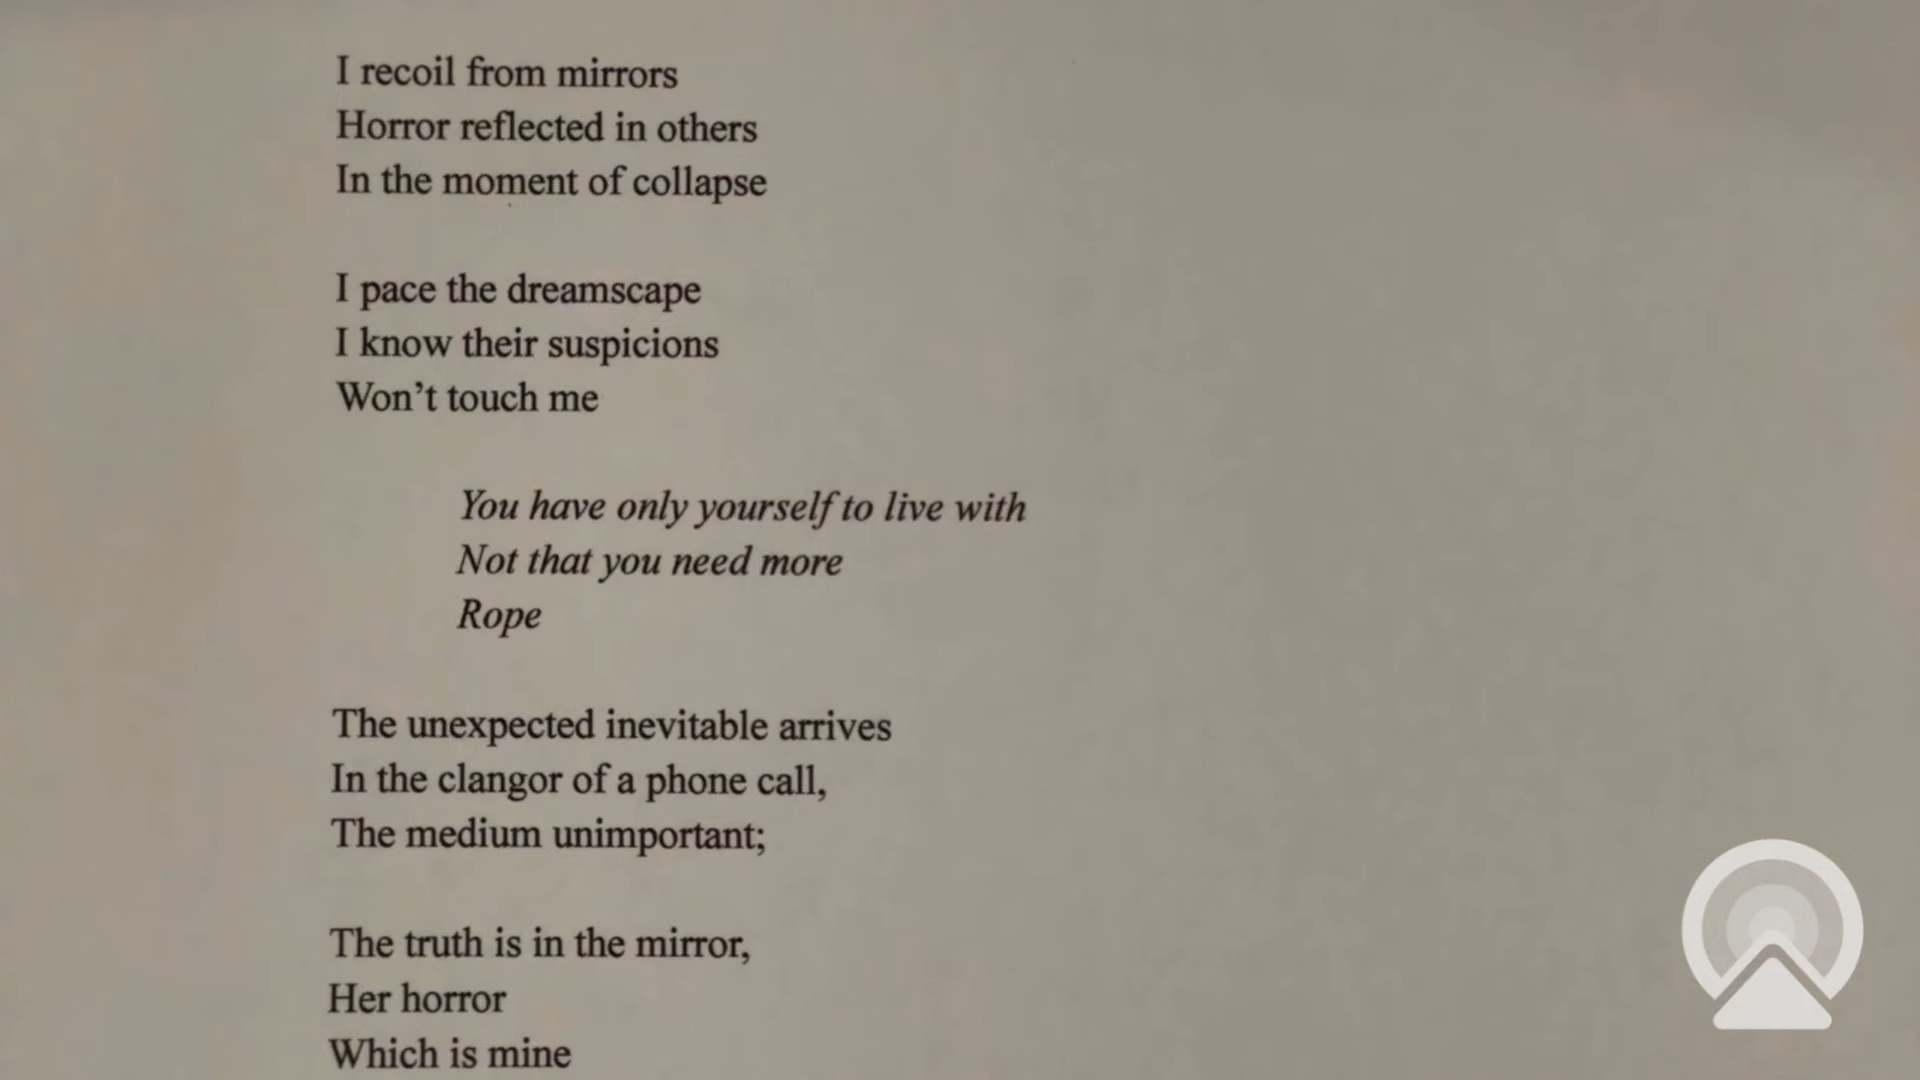 I recoil from mirrors
Horror reflected in others
In the moment of collapse
I pace the dreamscape
I know their suspicions
Won’t touch me
You have only yourself to live with
Not that you need more
Rope
The unexpected inevitable arrives
In the clangor of a phone call,
The medium unimportant;
The truth is in the mirror,
Her horror
Which is mine